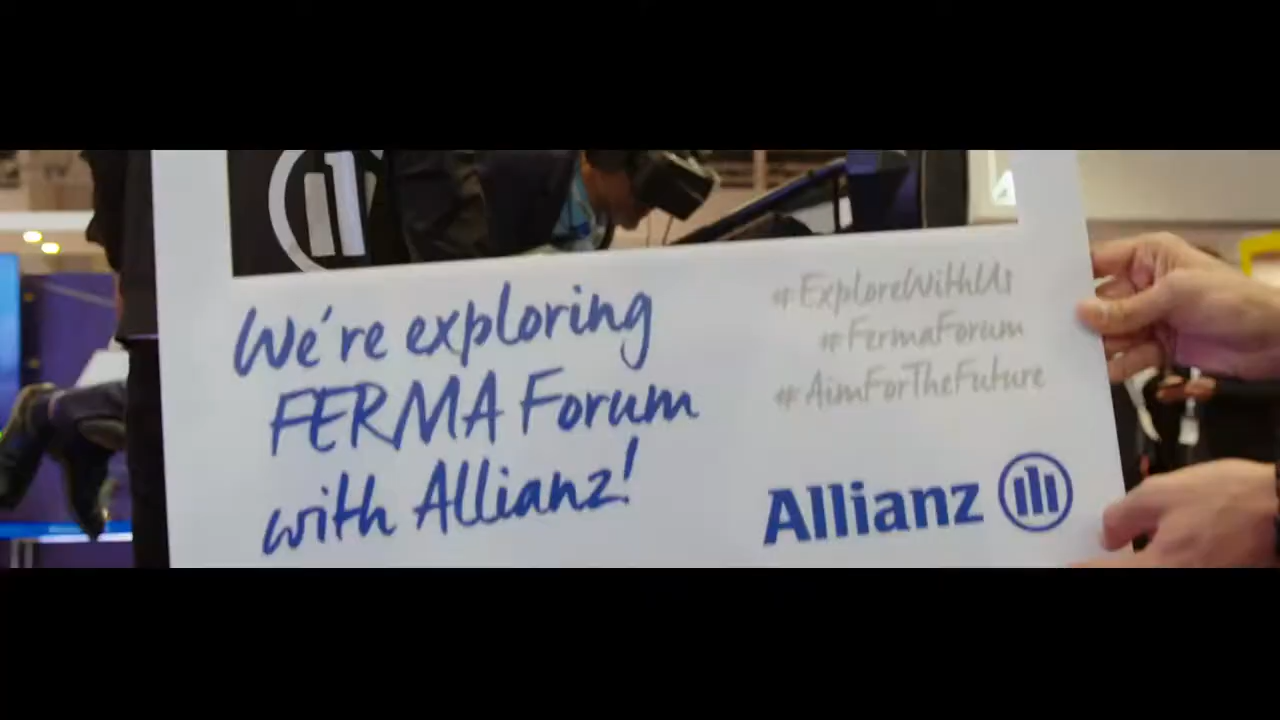 We're exploring
FERMA Forum
with Allianz!
#ExploreWithUs
#FermaForum
#AimForTheFuture
Allianz